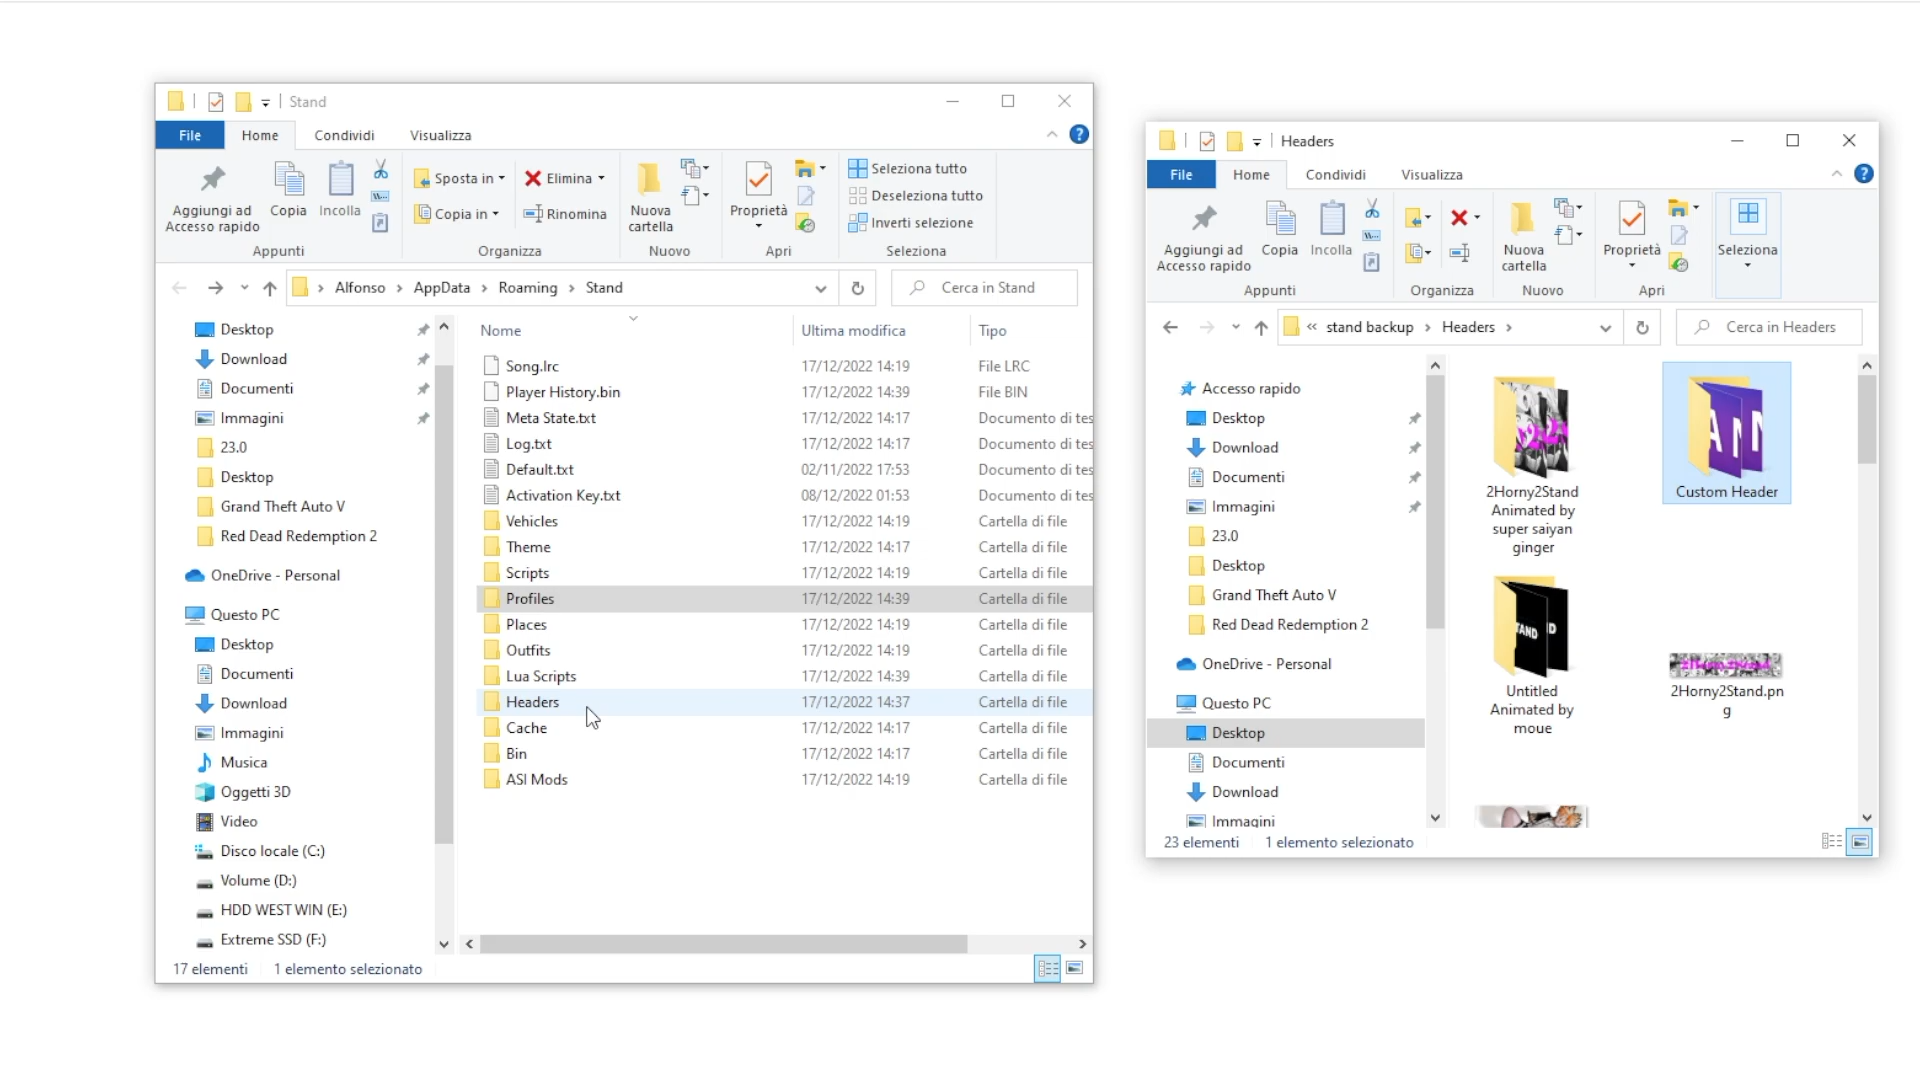 Stand
File Home Condividi Visualizza
Aggiungi ad
Accesso rapido
Copia
Incolla
Appunti
Sposta in
Copia in
Elimina
Rinomina
Organizza
Nuova
cartella
Nuovo
Proprietà
Apri
Seleziona tutto
Deseleziona tutto
Inverti selezione
Seleziona
Alfonso AppData Roaming Stand
Cerca in Stand
Desktop
Download
Documenti
Immagini
23.0
Desktop
Grand Theft Auto V
Red Dead Redemption 2
OneDrive - Personal
Questo PC
Desktop
Documenti
Download
Immagini
Musica
Oggetti 3D
Video
Disco locale (C:)
Volume (D:)
HDD WEST WIN (E:)
Extreme SSD (F:)
Nome Ultima modifica Tipo
Song.lrc 17/12/2022 14:19 File LRC
Player History.bin 17/12/2022 14:39 File BIN
Meta State.txt 17/12/2022 14:17 Documento di tes
Log.txt 17/12/2022 14:17 Documento di tes
Default.txt 02/11/2022 17:53 Documento di tes
Activation Key.txt 08/12/2022 01:53 Documento di tes
Vehicles 17/12/2022 14:19 Cartella di file
Theme 17/12/2022 14:17 Cartella di file
Scripts 17/12/2022 14:19 Cartella di file
Profiles 17/12/2022 14:39 Cartella di file
Places 17/12/2022 14:19 Cartella di file
Outfits 17/12/2022 14:19 Cartella di file
Lua Scripts 17/12/2022 14:39 Cartella di file
Headers 17/12/2022 14:37 Cartella di file
Cache 17/12/2022 14:17 Cartella di file
Bin 17/12/2022 14:17 Cartella di file
ASI Mods 17/12/2022 14:19 Cartella di file
17 elementi 1 elemento selezionato
Headers
File Home Condividi Visualizza
Aggiungi ad
Accesso rapido
Copia
Incolla
Appunti
Organizza
Nuova
cartella
Nuovo
Proprietà
Apri
Seleziona
« stand backup Headers
Cerca in Headers
Accesso rapido
Desktop
Download
Documenti
Immagini
23.0
Desktop
Grand Theft Auto V
Red Dead Redemption 2
OneDrive - Personal
Questo PC
Desktop
Documenti
Download
Immagini
2Horny2Stand
Animated by
super saiyan
ginger
Custom Header
Untitled
Animated by
moue
2Horny2Stand.pn
g
23 elementi 1 elemento selezionato